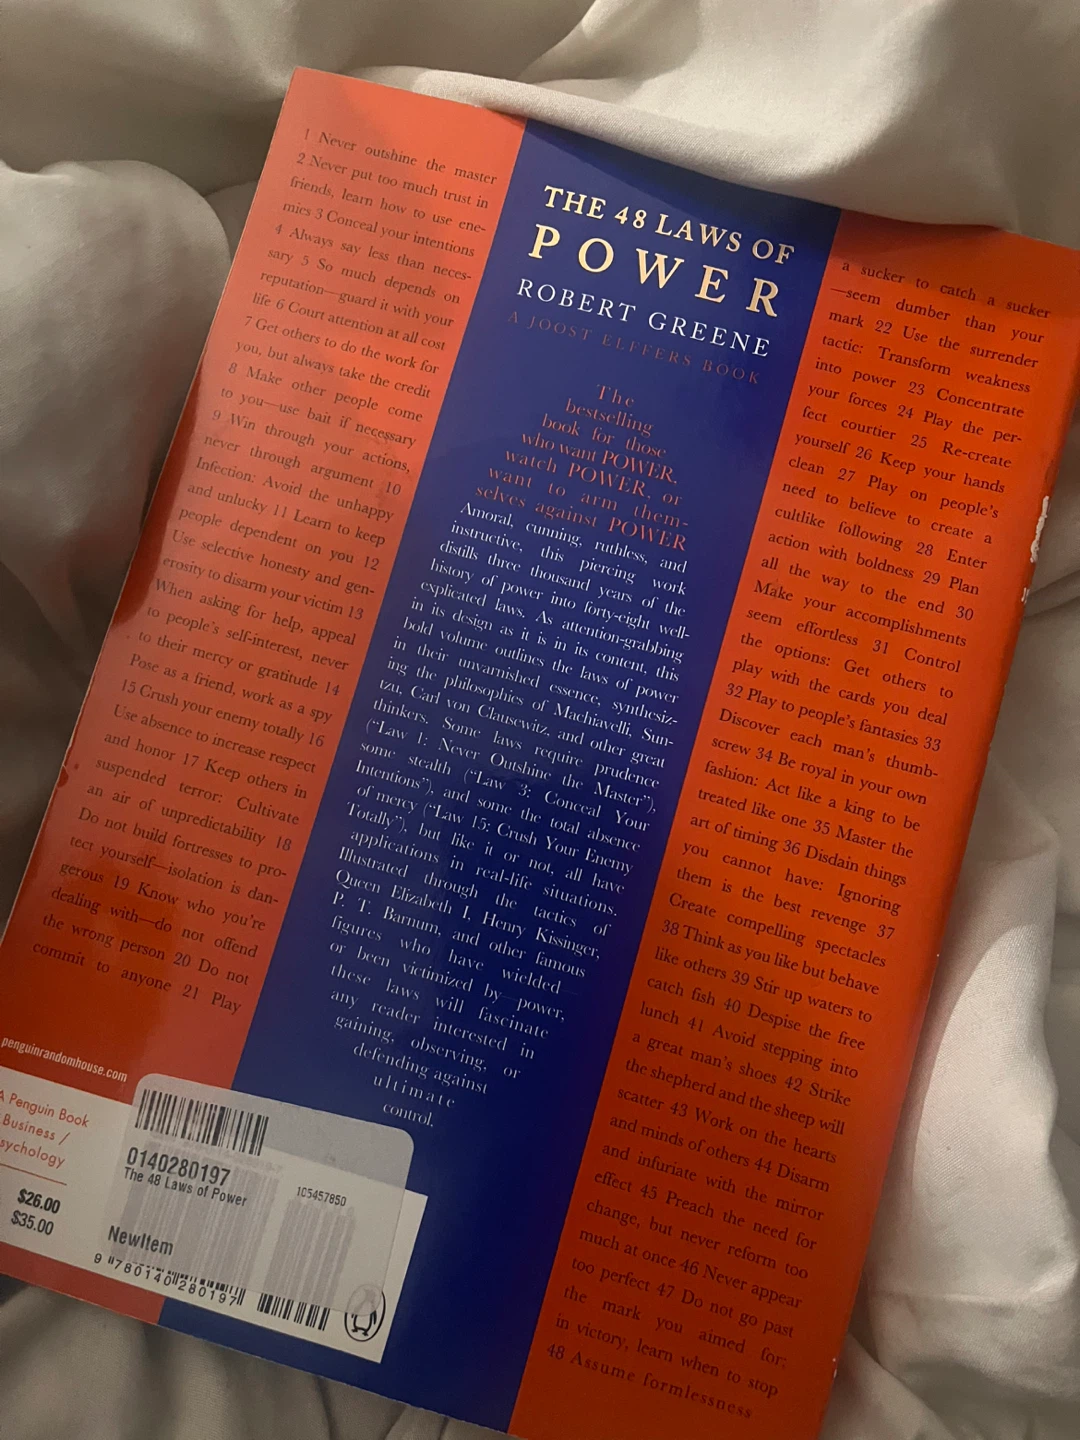 1 Never outshine the master
2 Never put too much trust in
friends, learn how to use ene-
mies 3 Conceal your intentions
4 Always say less than neces-
sary 5 So much depends on
reputation—guard it with your
life 6 Court attention at all cost
7 Get others to do the work for
you, but always take the credit
8 Make other people come
to you—use bait if necessary
9 Win through your actions,
never through argument 10
Infection: Avoid the unhappy
and unlucky 11 Learn to keep
people dependent on you 12
Use selective honesty and gen-
erosity to disarm your victim 13
When asking for help, appeal
to people's self-interest, never
to their mercy or gratitude 14
Pose as a friend, work as a spy
15 Crush your enemy totally 16
Use absence to increase respect
and honor 17 Keep others in
suspended terror: Cultivate
an air of unpredictability 18
Do not build fortresses to pro-
tect yourself—isolation is dan-
gerous 19 Know who you're
dealing with—do not offend
the wrong person 20 Do not
commit to anyone 21 Play
THE 48 LAWS OF
POWER
ROBERT GREENE
A JOOST ELFFERS BOOK
The
bestselling
book for those
who want POWER,
watch POWER, or
want to arm them-
selves against POWER
Amoral, cunning, ruthless, and
instructive, this piercing work
distills three thousand years of the
history of power into forty-eight well-
explicated laws. As attention-grabbing
in its design as it is in its content, this
bold volume outlines the laws of power
in their unvarnished essence, synthesiz-
ing the philosophies of Machiavelli, Sun-
tzu, Carl von Clausewitz, and other great
thinkers. Some laws require prudence
("Law 1: Never Outshine the Master"),
some stealth ("Law 3: Conceal Your
Intentions"), and some the total absence
of mercy ("Law 15: Crush Your Enemy
Totally"), but like it or not, all have
applications in real-life situations.
Illustrated through the tactics of
Queen Elizabeth I, Henry Kissinger,
P. T. Barnum, and other famous
figures who have wielded—
or been victimized by—power,
these laws will fascinate
any reader interested in
gaining, observing, or
defending against
ultimate
control.
a sucker to catch a sucker
—seem dumber than your
mark 22 Use the surrender
tactic: Transform weakness
into power 23 Concentrate
your forces 24 Play the per-
fect courtier 25 Re-create
yourself 26 Keep your hands
clean 27 Play on people's
need to believe to create a
cultlike following 28 Enter
action with boldness 29 Plan
all the way to the end 30
Make your accomplishments
seem effortless 31 Control
the options: Get others to
play with the cards you deal
32 Play to people's fantasies 33
Discover each man's thumb-
screw 34 Be royal in your own
fashion: Act like a king to be
treated like one 35 Master the
art of timing 36 Disdain things
you cannot have: Ignoring
them is the best revenge 37
Create compelling spectacles
38 Think as you like but behave
like others 39 Stir up waters to
catch fish 40 Despise the free
lunch 41 Avoid stepping into
a great man's shoes 42 Strike
the shepherd and the sheep will
scatter 43 Work on the hearts
and minds of others 44 Disarm
and infuriate with the mirror
effect 45 Preach the need for
change, but never reform too
much at once 46 Never appear
too perfect 47 Do not go past
the mark you aimed for;
in victory, learn when to stop
48 Assume formlessness
penguinrandomhouse.com
A Penguin Book
Business /
sychology
$26.00
$35.00
0140280197
The 48 Laws of Power
105457850
NewItem
9 780140 280197